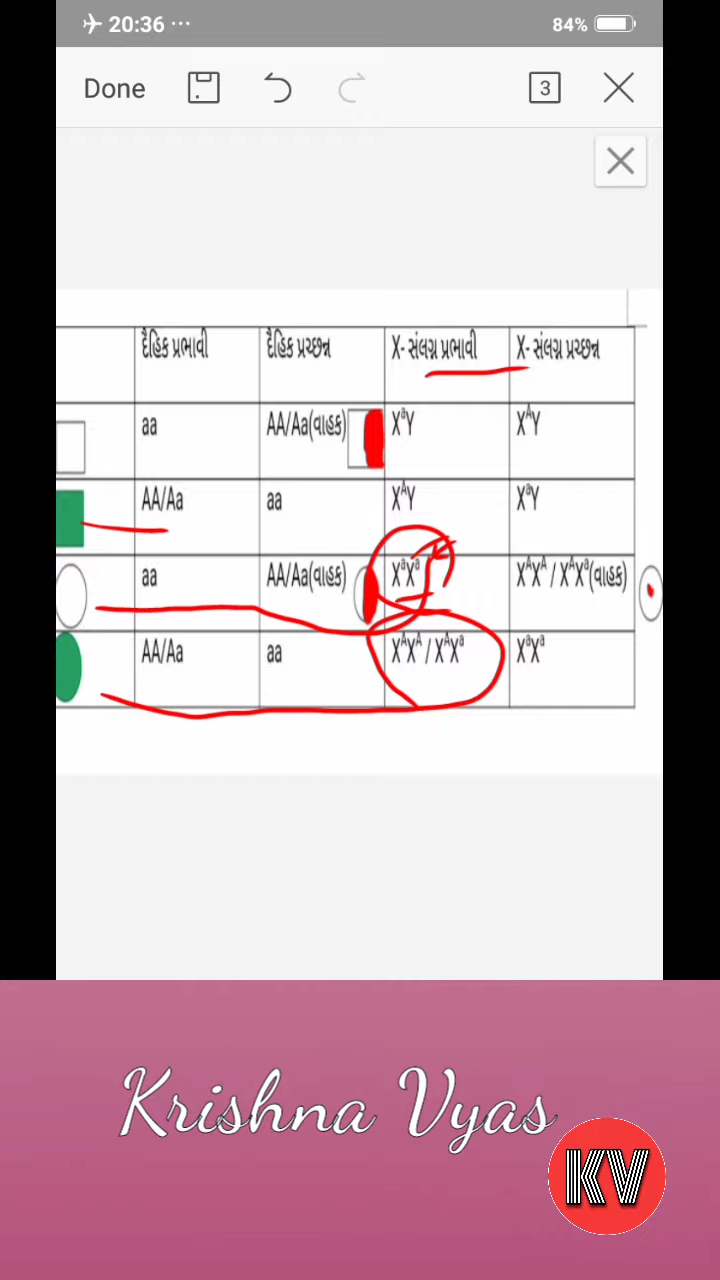 20:36 ...
84%
Done
3
દૈહિક પ્રભાવી દૈહિક પ્રચ્છન્ન X- સંલગ્ન પ્રભાવી X- સંલગ્ન પ્રચ્છન્ન
aa AA/Aa(વાહક) XᵃY XᴬY
AA/Aa aa XᴬY XᵃY
aa AA/Aa(વાહક) XᵃXᵃ XᴬXᴬ / XᴬXᵃ(વાહક)
AA/Aa aa XᴬXᴬ / XᴬXᵃ XᵃXᵃ
Krishna Vyas
KV